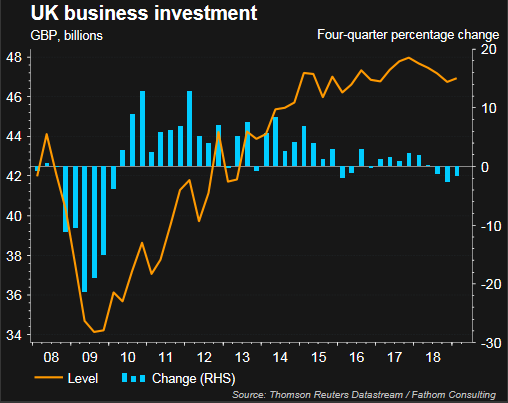 UK business investment
GBP, billions Four-quarter percentage change
48 20
46
10
44
42 0
40
-10
38
36 -20
34 -30
08 09 10 11 12 13 14 15 16 17 18
Level Change (RHS)
Source: Thomson Reuters Datastream / Fathom Consulting